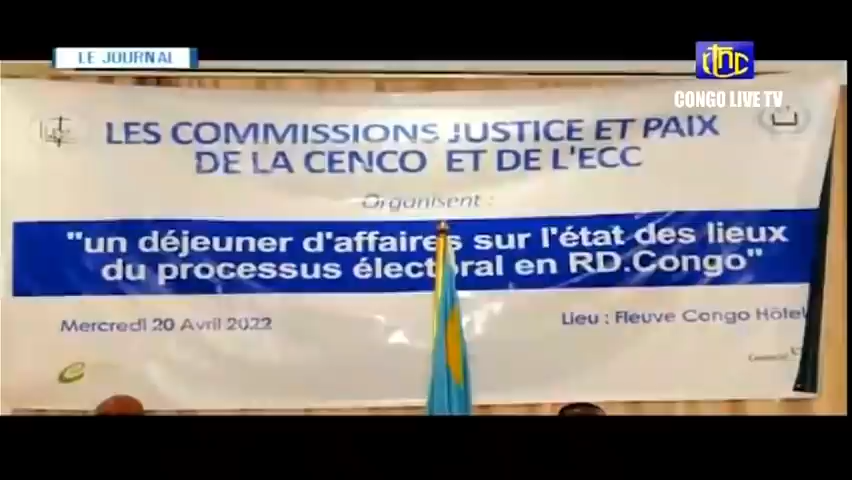 LE JOURNAL
rtnc
CONGO LIVE TV
LES COMMISSIONS JUSTICE ET PAIX
DE LA CENCO ET DE L'ECC
Organisent :
"un déjeuner d'affaires sur l'état des lieux
du processus électoral en RD.Congo"
Mercredi 20 Avril 2022
Lieu : Fleuve Congo Hôtel